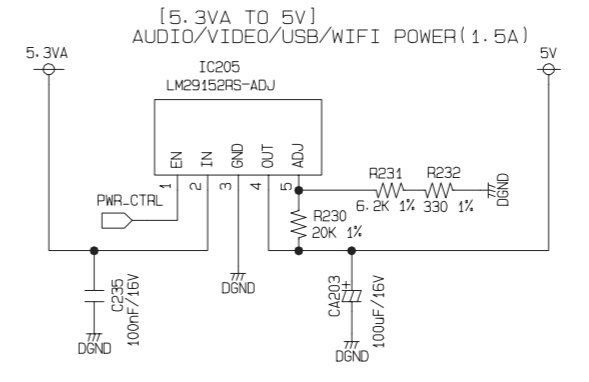 [5.3VA TO 5V]
AUDIO/VIDEO/USB/WIFI POWER(1.5A)
5.3VA
5V
IC205
LM29152RS-ADJ
EN
IN
GND
OUT
ADJ
1
2
3
4
5
PWR_CTRL
R231
R232
6.2K 1%
330 1%
DGND
R230
20K 1%
C235
100nF/16V
DGND
DGND
CA203
+
100uF/16V
DGND